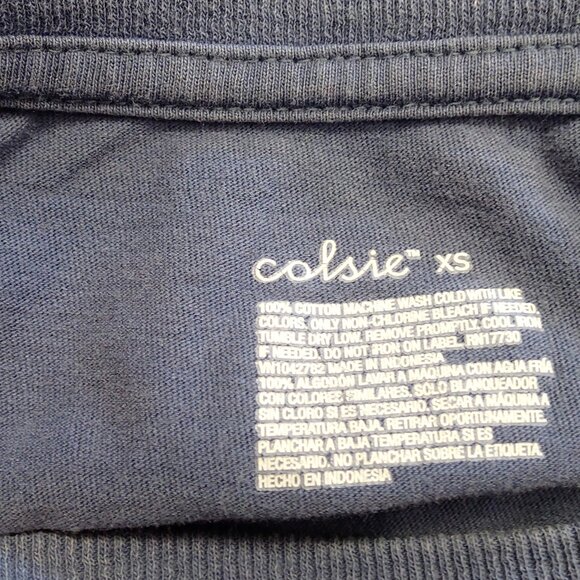 colsie™ XS
100% COTTON MACHINE WASH COLD WITH LIKE
COLORS. ONLY NON-CHLORINE BLEACH IF NEEDED.
TUMBLE DRY LOW. REMOVE PROMPTLY. COOL IRON
IF NEEDED. DO NOT IRON ON LABEL. RN17730
VN1042762 MADE IN INDONESIA
100% ALGODÓN LAVAR A MÁQUINA CON AGUA FRÍA
CON COLORES SIMILARES. SOLO BLANQUEADOR
SIN CLORO SI ES NECESARIO. SECAR A MÁQUINA A
TEMPERATURA BAJA. RETIRAR OPORTUNAMENTE.
PLANCHAR A BAJA TEMPERATURA SI ES
NECESARIO. NO PLANCHAR SOBRE LA ETIQUETA.
HECHO EN INDONESIA